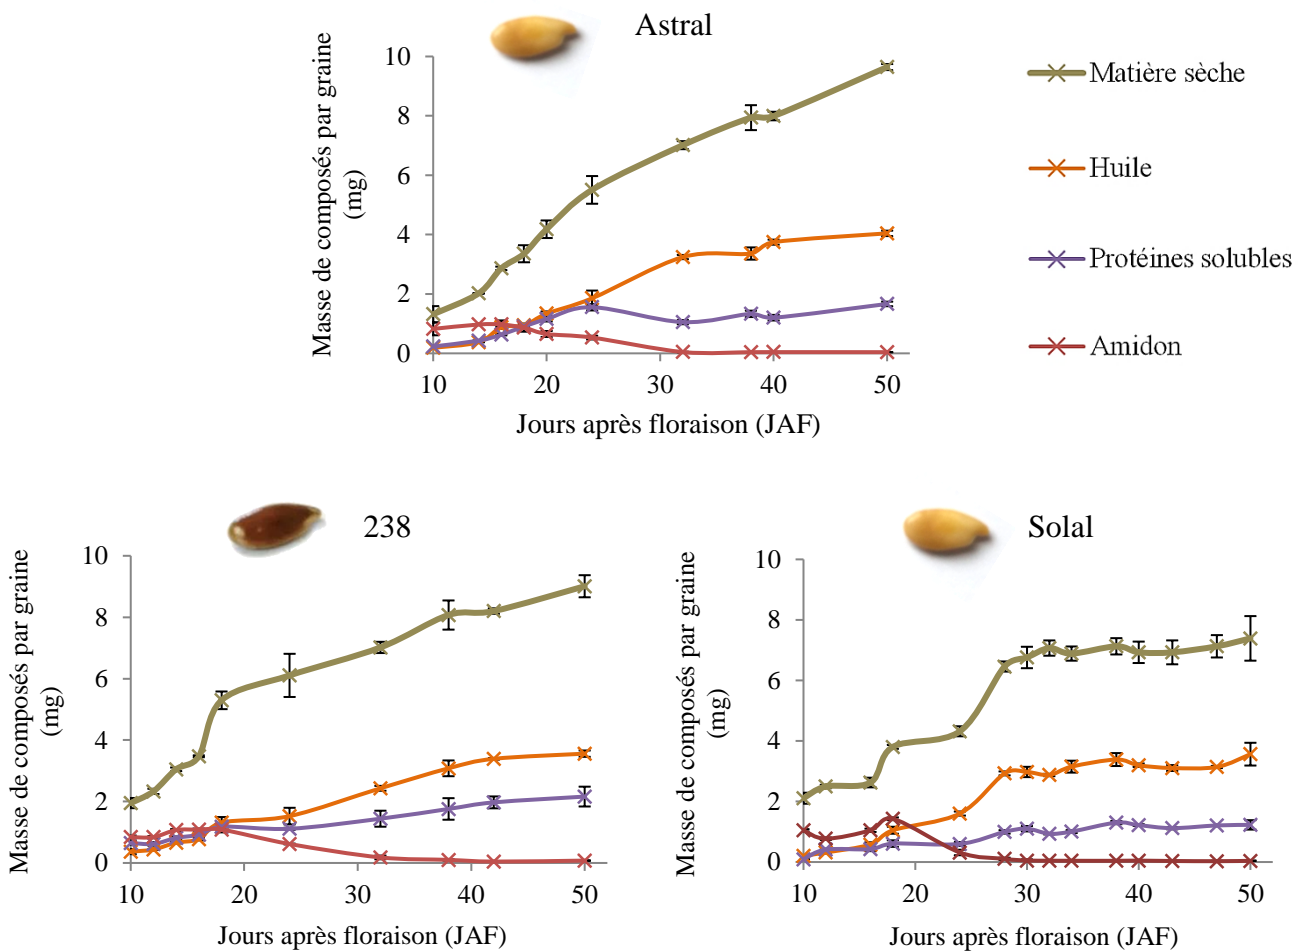 Astral
Masse de composés par graine
(mg)
10
8
6
4
2
0
10 20 30 40 50
Jours après floraison (JAF)
Matière sèche
Huile
Protéines solubles
Amidon
238
Masse de composés par graine
(mg)
10
8
6
4
2
0
10 20 30 40 50
Jours après floraison (JAF)
Solal
Masse de composés par graine
(mg)
10
8
6
4
2
0
10 20 30 40 50
Jours après floraison (JAF)